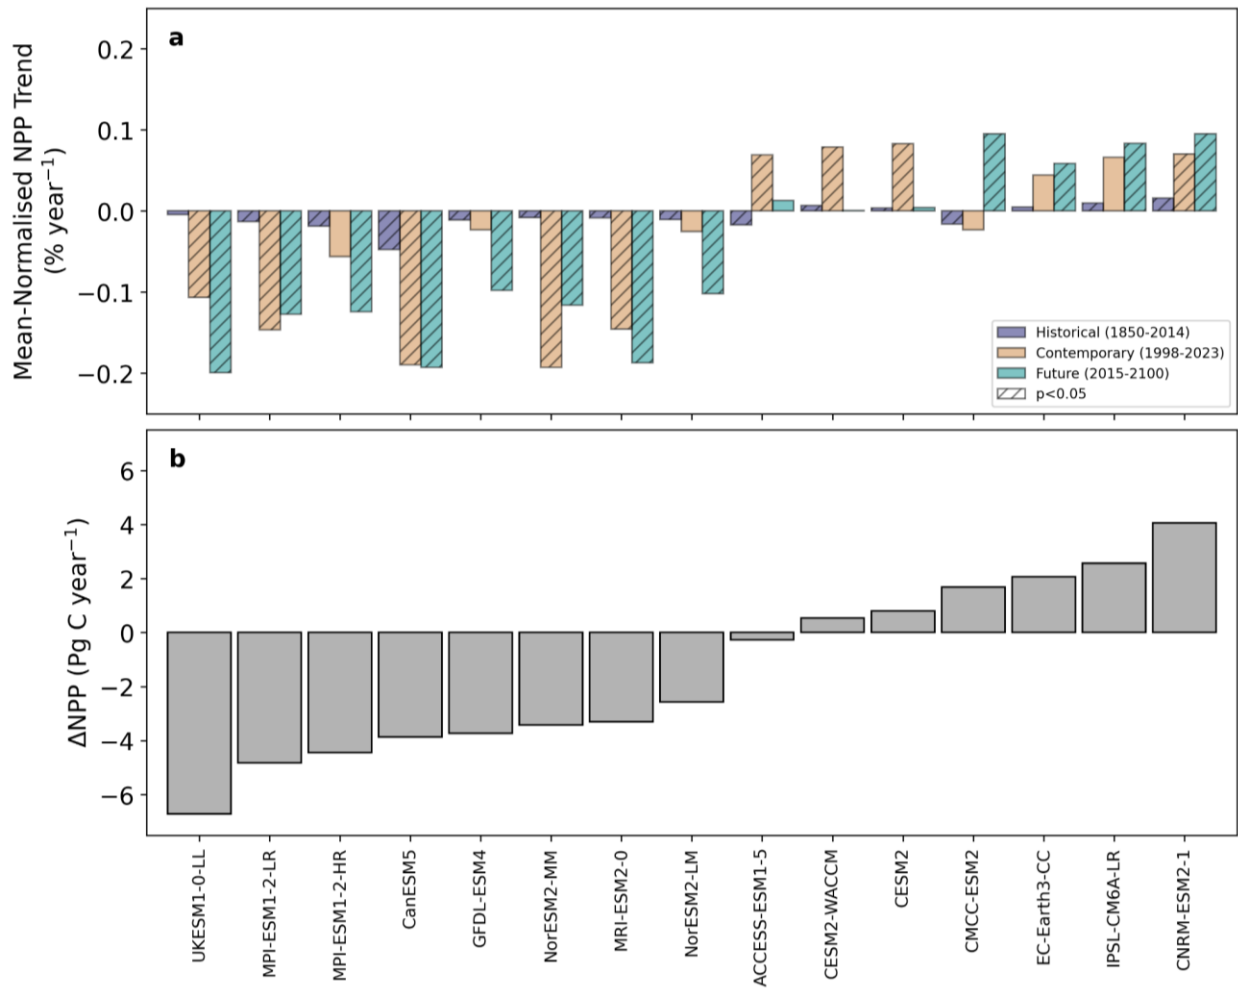 a
Mean-Normalised NPP Trend
(% year⁻¹)
0.2
0.1
0.0
−0.1
−0.2
Historical (1850-2014)
Contemporary (1998-2023)
Future (2015-2100)
p<0.05
b
ΔNPP (Pg C year⁻¹)
6
4
2
0
−2
−4
−6
UKESM1-0-LL
MPI-ESM1-2-LR
MPI-ESM1-2-HR
CanESM5
GFDL-ESM4
NorESM2-MM
MRI-ESM2-0
NorESM2-LM
ACCESS-ESM1-5
CESM2-WACCM
CESM2
CMCC-ESM2
EC-Earth3-CC
IPSL-CM6A-LR
CNRM-ESM2-1